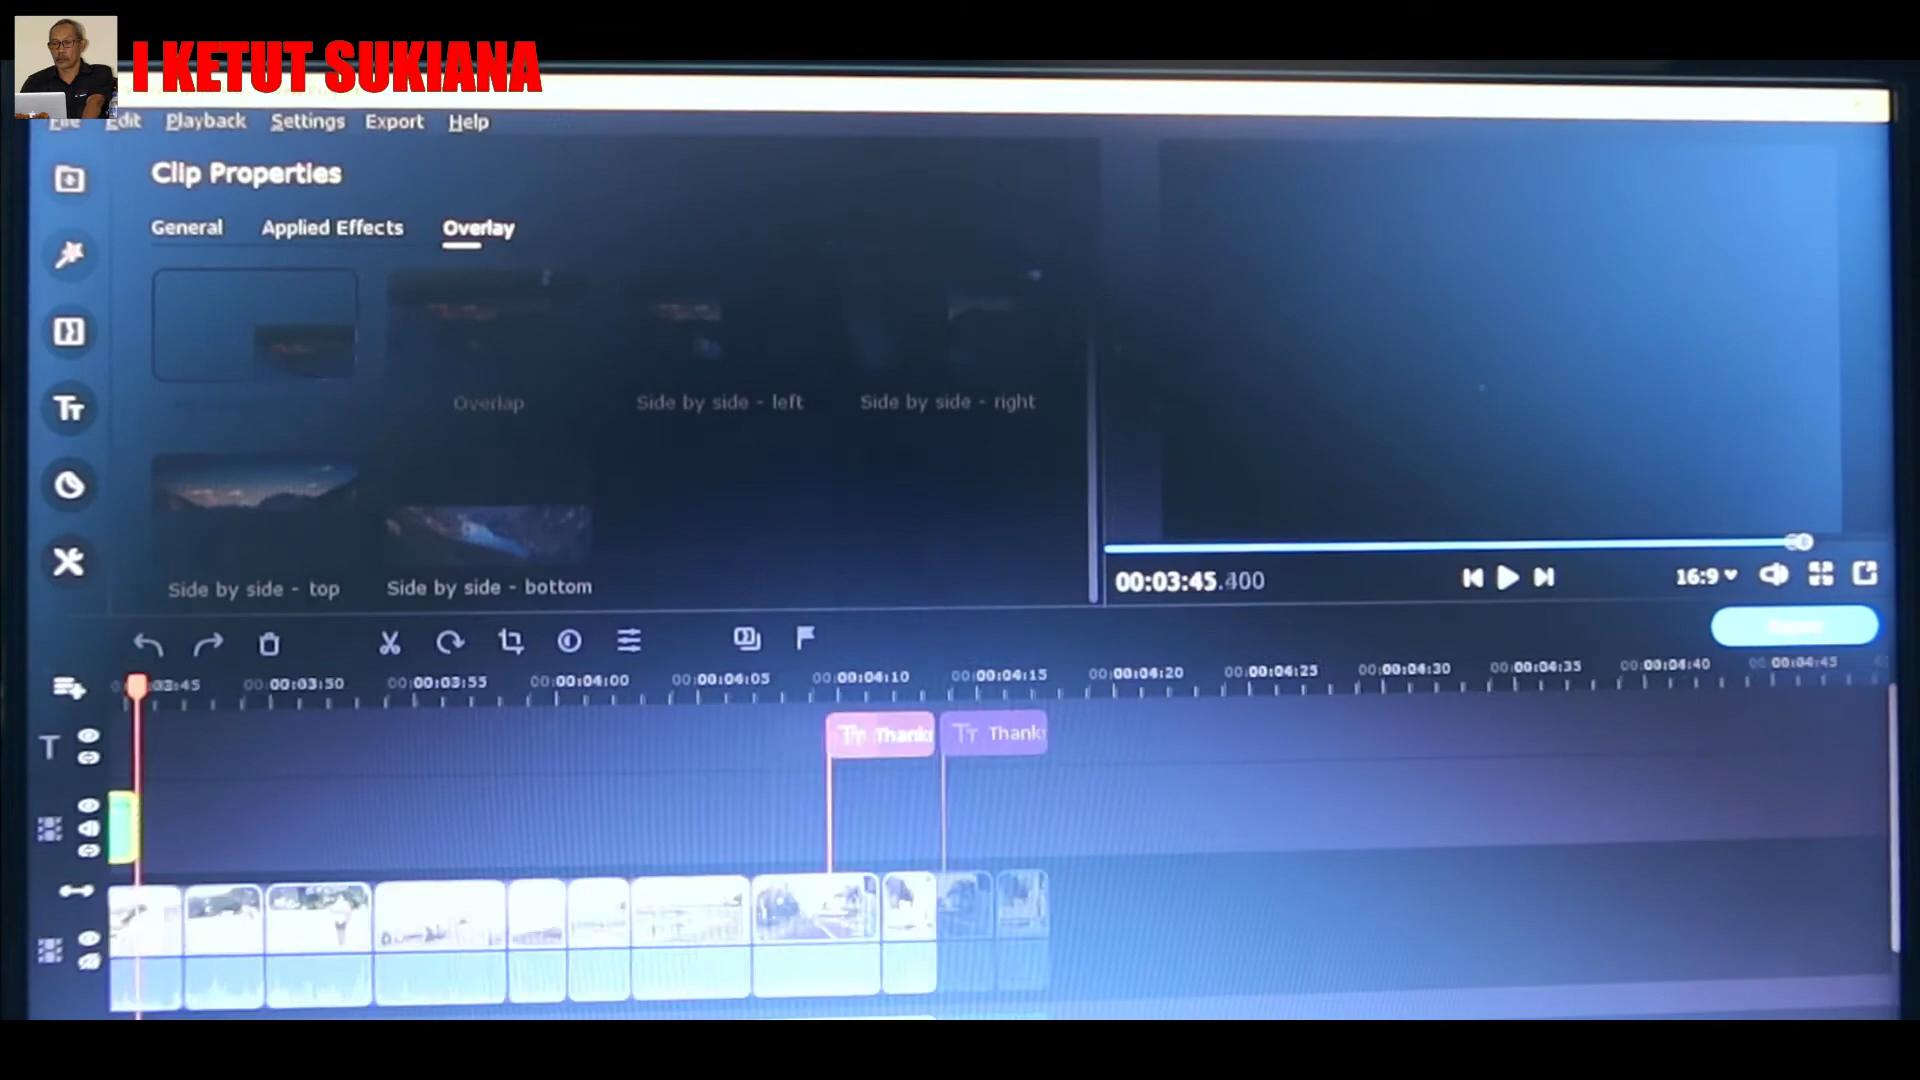 I KETUT SUKIANA
File Edit Playback Settings Export Help
Clip Properties
General Applied Effects Overlay
Overlap
Side by side - left
Side by side - right
Side by side - top
Side by side - bottom
00:03:45.400
16:9
03:45 00:00:03:50 00:00:03:55 00:00:04:00 00:00:04:05 00:00:04:10 00:00:04:15 00:00:04:20 00:00:04:25 00:00:04:30 00:00:04:35 00:00:04:40 00:00:04:45
Tt Thanks Tt Thank
T